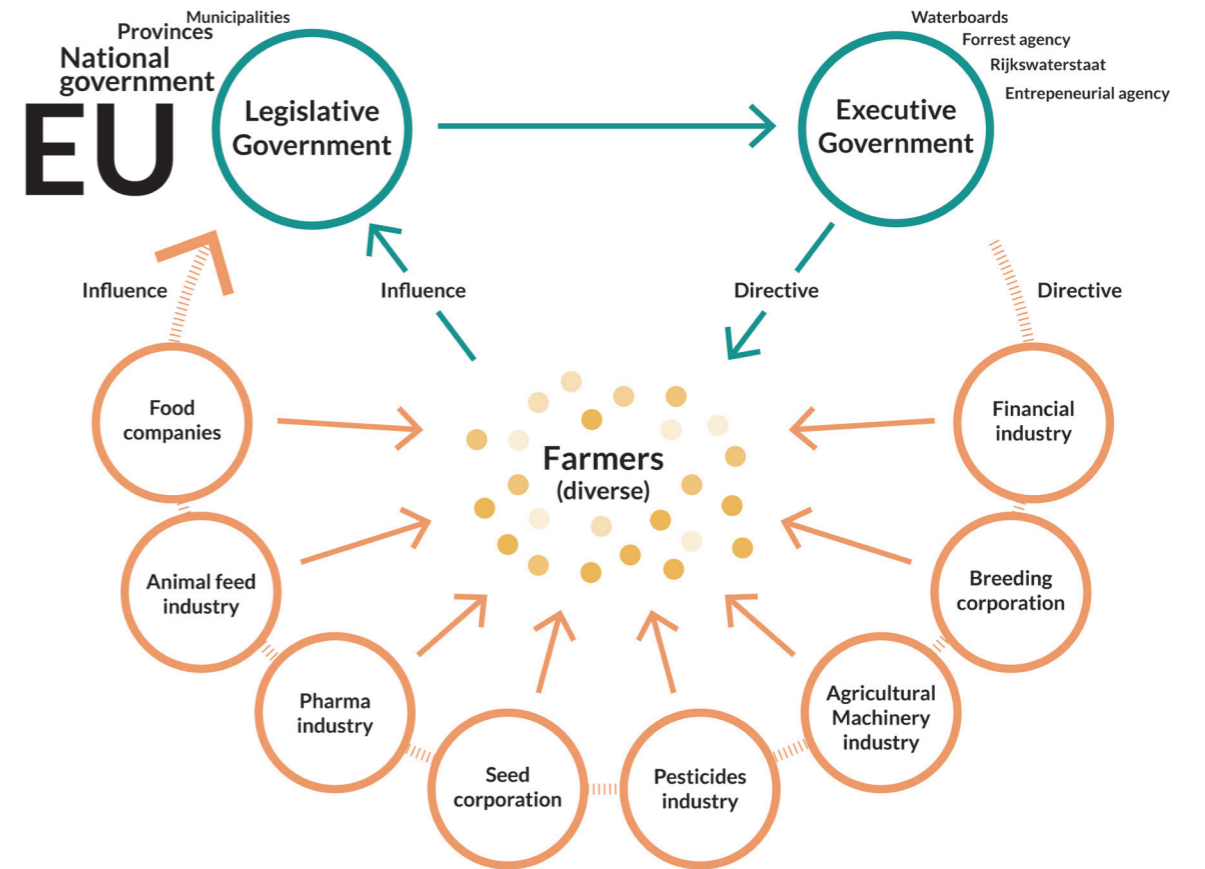 Municipalities
Provinces
National
government
EU
Legislative
Government
Waterboards
Forrest agency
Rijkswaterstaat
Entrepeneurial agency
Executive
Government
Influence
Influence
Directive
Directive
Food
companies
Farmers
(diverse)
Financial
industry
Animal feed
industry
Breeding
corporation
Pharma
industry
Agricultural
Machinery
industry
Seed
corporation
Pesticides
industry